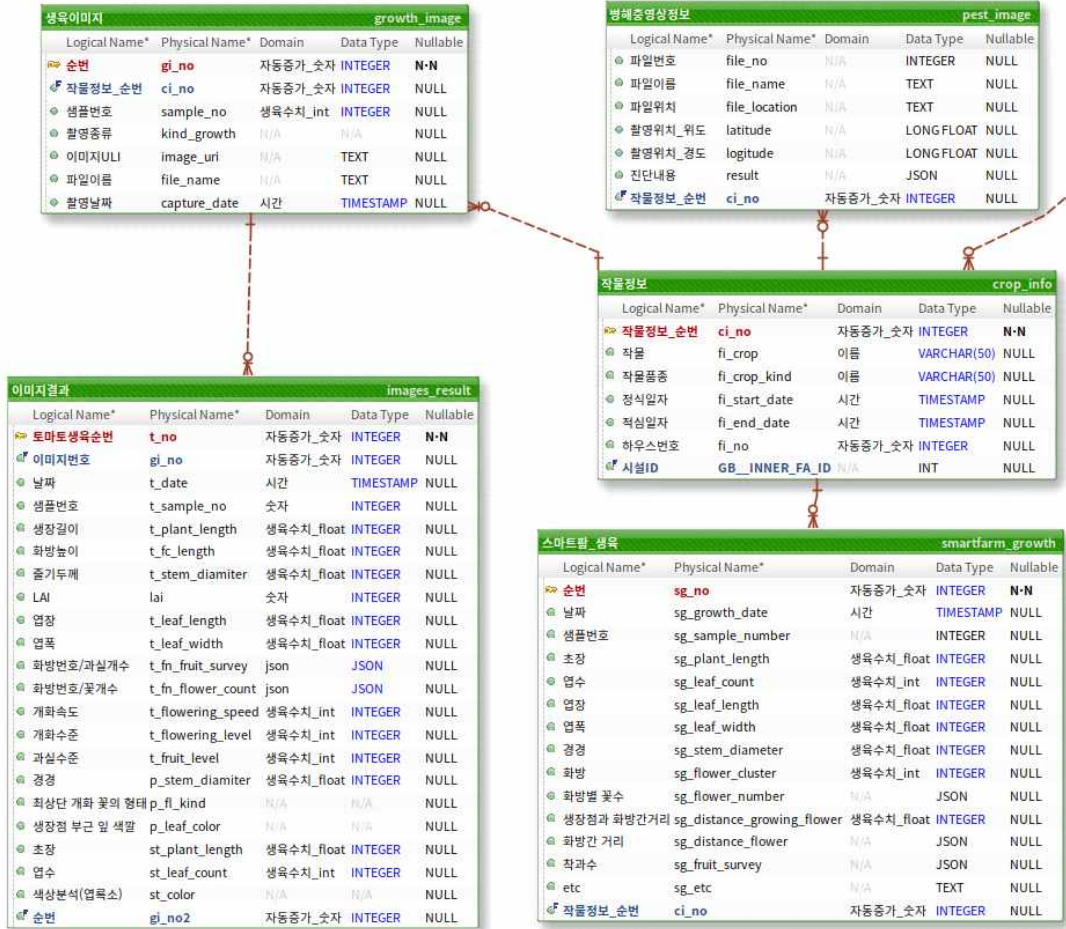 생육이미지 growth_image
Logical Name* Physical Name* Domain Data Type Nullable
순번 gi_no 자동증가_숫자 INTEGER N-N
작물정보_순번 ci_no 자동증가_숫자 INTEGER NULL
샘플번호 sample_no 생육수치_int INTEGER NULL
촬영종류 kind_growth N/A N/A NULL
이미지ULI image_uri N/A TEXT NULL
파일이름 file_name N/A TEXT NULL
촬영날짜 capture_date 시간 TIMESTAMP NULL
병해충영상정보 pest_image
Logical Name* Physical Name* Domain Data Type Nullable
파일번호 file_no N/A INTEGER NULL
파일이름 file_name N/A TEXT NULL
파일위치 file_location N/A TEXT NULL
촬영위치_위도 latitude N/A LONG FLOAT NULL
촬영위치_경도 logitude N/A LONG FLOAT NULL
진단내용 result N/A JSON NULL
작물정보_순번 ci_no 자동증가_숫자 INTEGER NULL
작물정보 crop_info
Logical Name* Physical Name* Domain Data Type Nullable
작물정보_순번 ci_no 자동증가_숫자 INTEGER N-N
작물 fi_crop 이름 VARCHAR(50) NULL
작물품종 fi_crop_kind 이름 VARCHAR(50) NULL
정식일자 fi_start_date 시간 TIMESTAMP NULL
적심일자 fi_end_date 시간 TIMESTAMP NULL
하우스번호 fi_no 자동증가_숫자 INTEGER NULL
시설ID GB__INNER_FA_ID N/A INT NULL
이미지결과 images_result
Logical Name* Physical Name* Domain Data Type Nullable
토마토생육순번 t_no 자동증가_숫자 INTEGER N-N
이미지번호 gi_no 자동증가_숫자 INTEGER NULL
날짜 t_date 시간 TIMESTAMP NULL
샘플번호 t_sample_no 숫자 INTEGER NULL
생장길이 t_plant_length 생육수치_float INTEGER NULL
화방높이 t_fc_length 생육수치_float INTEGER NULL
줄기두께 t_stem_diamiter 생육수치_float INTEGER NULL
LAI lai 숫자 INTEGER NULL
엽장 t_leaf_length 생육수치_float INTEGER NULL
엽폭 t_leaf_width 생육수치_float INTEGER NULL
화방번호/과실개수 t_fn_fruit_survey json JSON NULL
화방번호/꽃개수 t_fn_flower_count json JSON NULL
개화속도 t_flowering_speed 생육수치_int INTEGER NULL
개화수준 t_flowering_level 생육수치_int INTEGER NULL
과실수준 t_fruit_level 생육수치_int INTEGER NULL
경경 p_stem_diamiter 생육수치_float INTEGER NULL
최상단 개화 꽃의 형태 p_fl_kind N/A N/A NULL
생장점 부근 잎 색깔 p_leaf_color N/A N/A NULL
초장 st_plant_length 생육수치_float INTEGER NULL
엽수 st_leaf_count 생육수치_int INTEGER NULL
색상분석(엽록소) st_color N/A N/A NULL
순번 gi_no2 자동증가_숫자 INTEGER NULL
스마트팜_생육 smartfarm_growth
Logical Name* Physical Name* Domain Data Type Nullable
순번 sg_no 자동증가_숫자 INTEGER N-N
날짜 sg_growth_date 시간 TIMESTAMP NULL
샘플번호 sg_sample_number N/A INTEGER NULL
초장 sg_plant_length 생육수치_float INTEGER NULL
엽수 sg_leaf_count 생육수치_int INTEGER NULL
엽장 sg_leaf_length 생육수치_float INTEGER NULL
엽폭 sg_leaf_width 생육수치_float INTEGER NULL
경경 sg_stem_diameter 생육수치_float INTEGER NULL
화방 sg_flower_cluster 생육수치_int INTEGER NULL
화방별 꽃수 sg_flower_number N/A JSON NULL
생장점과 화방간거리 sg_distance_growing_flower 생육수치_float INTEGER NULL
화방간 거리 sg_distance_flower N/A JSON NULL
착과수 sg_fruit_survey N/A JSON NULL
etc sg_etc N/A TEXT NULL
작물정보_순번 ci_no 자동증가_숫자 INTEGER NULL